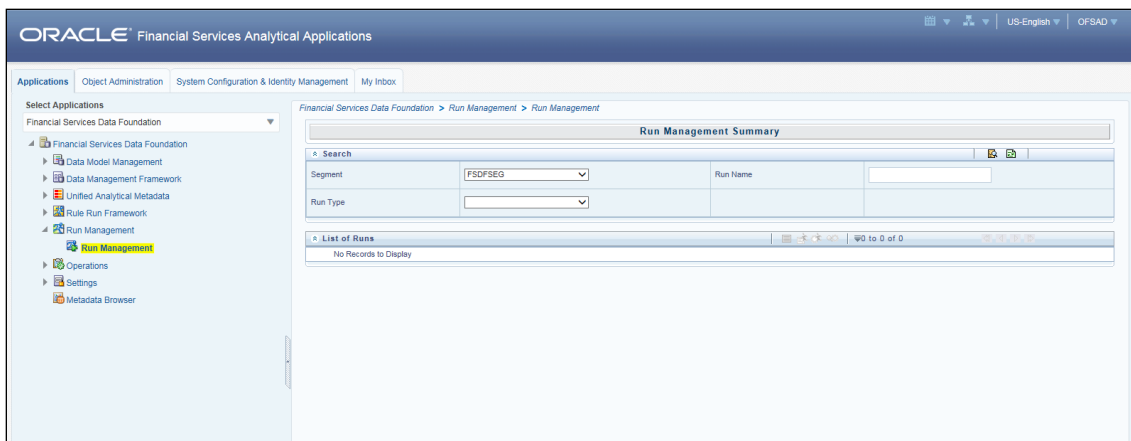 US-English OFSAD
ORACLE® Financial Services Analytical Applications
Applications Object Administration System Configuration & Identity Management My Inbox
Select Applications
Financial Services Data Foundation
Financial Services Data Foundation
Data Model Management
Data Management Framework
Unified Analytical Metadata
Rule Run Framework
Run Management
Run Management
Operations
Settings
Metadata Browser
Financial Services Data Foundation > Run Management > Run Management
Run Management Summary
Search
Segment FSDFSEG Run Name
Run Type
List of Runs 0 to 0 of 0
No Records to Display